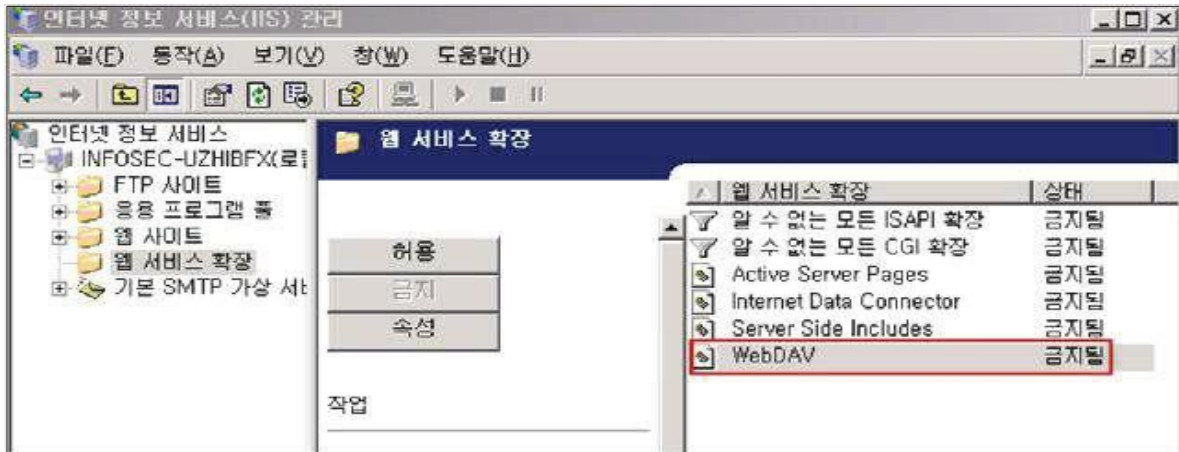 인터넷 정보 서비스(IIS) 관리
파일(F) 동작(A) 보기(V) 창(W) 도움말(H)
인터넷 정보 서비스
INFOSEC-UZHIBFX(로
FTP 사이트
응용 프로그램 풀
웹 사이트
웹 서비스 확장
기본 SMTP 가상 서
웹 서비스 확장
허용
금지
속성
작업
웹 서비스 확장 상태
알 수 없는 모든 ISAPI 확장 금지됨
알 수 없는 모든 CGI 확장 금지됨
Active Server Pages 금지됨
Internet Data Connector 금지됨
Server Side Includes 금지됨
WebDAV 금지됨